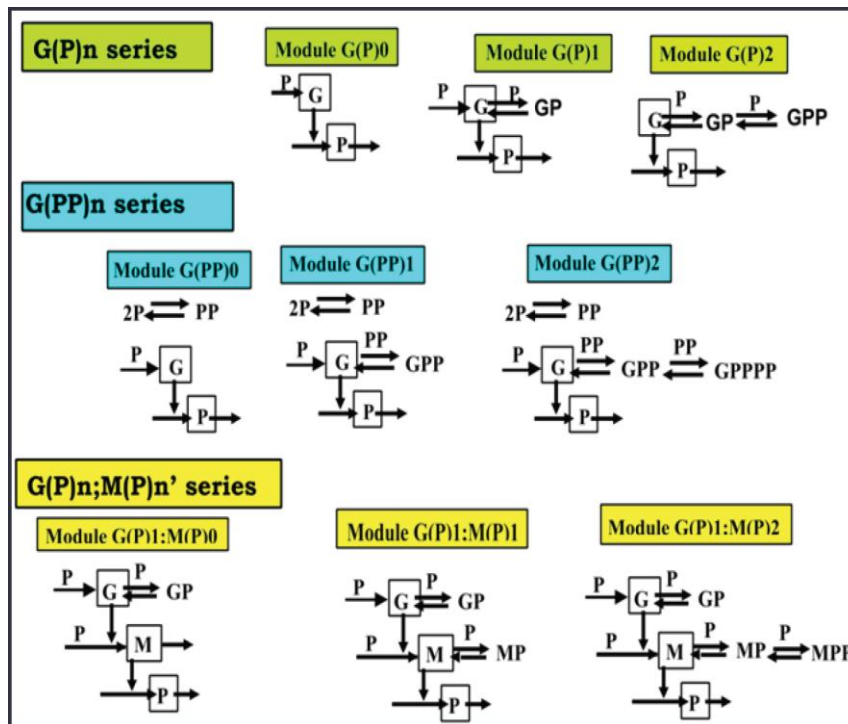 G(P)n series
Module G(P)0
Module G(P)1
Module G(P)2
P G
P
P G P GP
P
G P GP P GPP
P
G(PP)n series
Module G(PP)0
Module G(PP)1
Module G(PP)2
2P PP
P G
P
2P PP
P G PP GPP
P
2P PP
P G PP GPP PP GPPPP
P
G(P)n;M(P)n’ series
Module G(P)1:M(P)0
Module G(P)1:M(P)1
Module G(P)1:M(P)2
P G P GP
P M
P
P G P GP
P M P MP
P
P G P GP
P M P MP P MPP
P